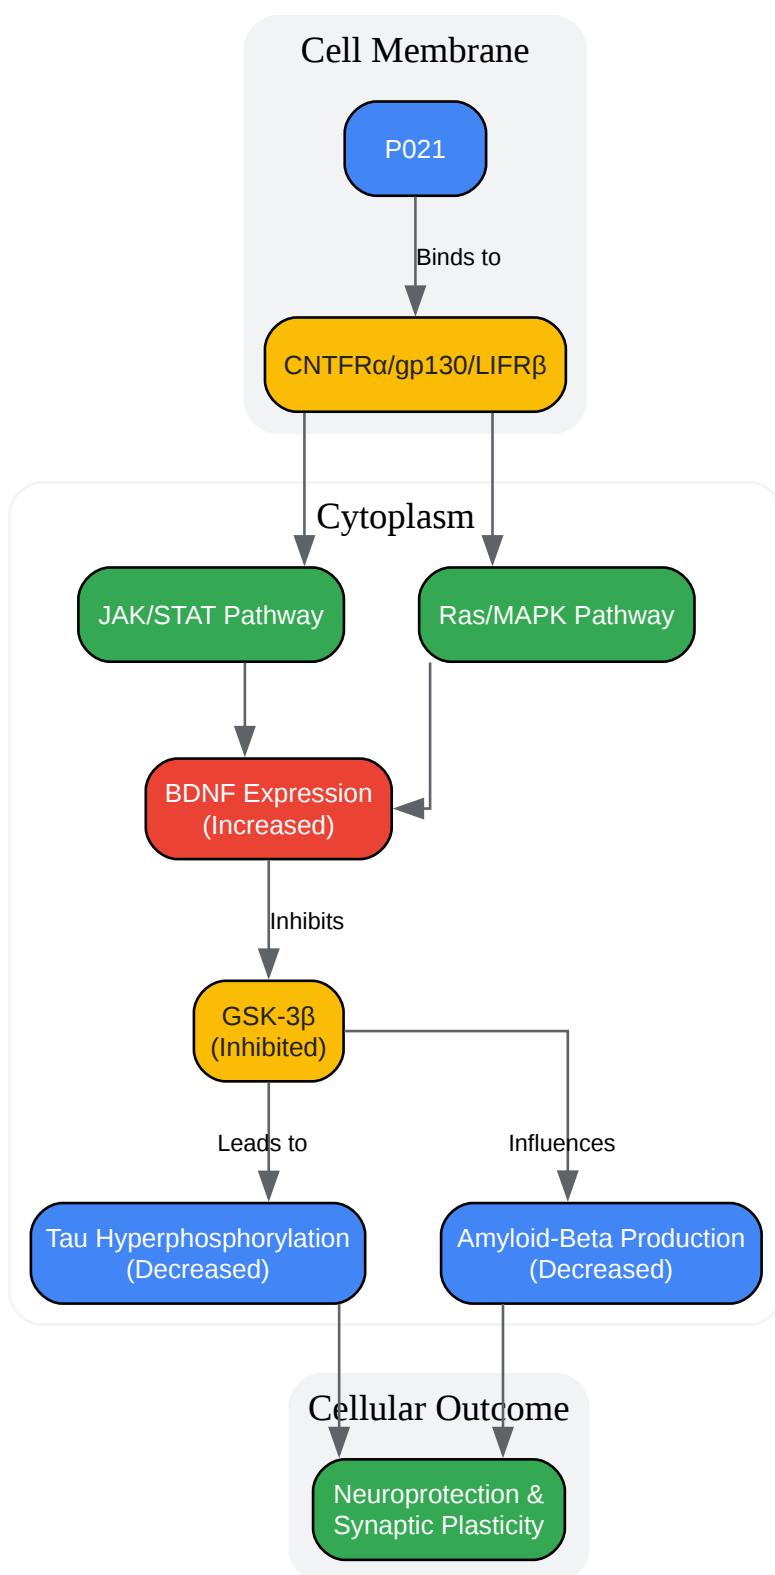 Cell Membrane
P021
Binds to
CNTFRα/gp130/LIFRβ
Cytoplasm
JAK/STAT Pathway
Ras/MAPK Pathway
BDNF Expression
(Increased)
Inhibits
GSK-3β
(Inhibited)
Leads to
Influences
Tau Hyperphosphorylation
(Decreased)
Amyloid-Beta Production
(Decreased)
Cellular Outcome
Neuroprotection &
Synaptic Plasticity